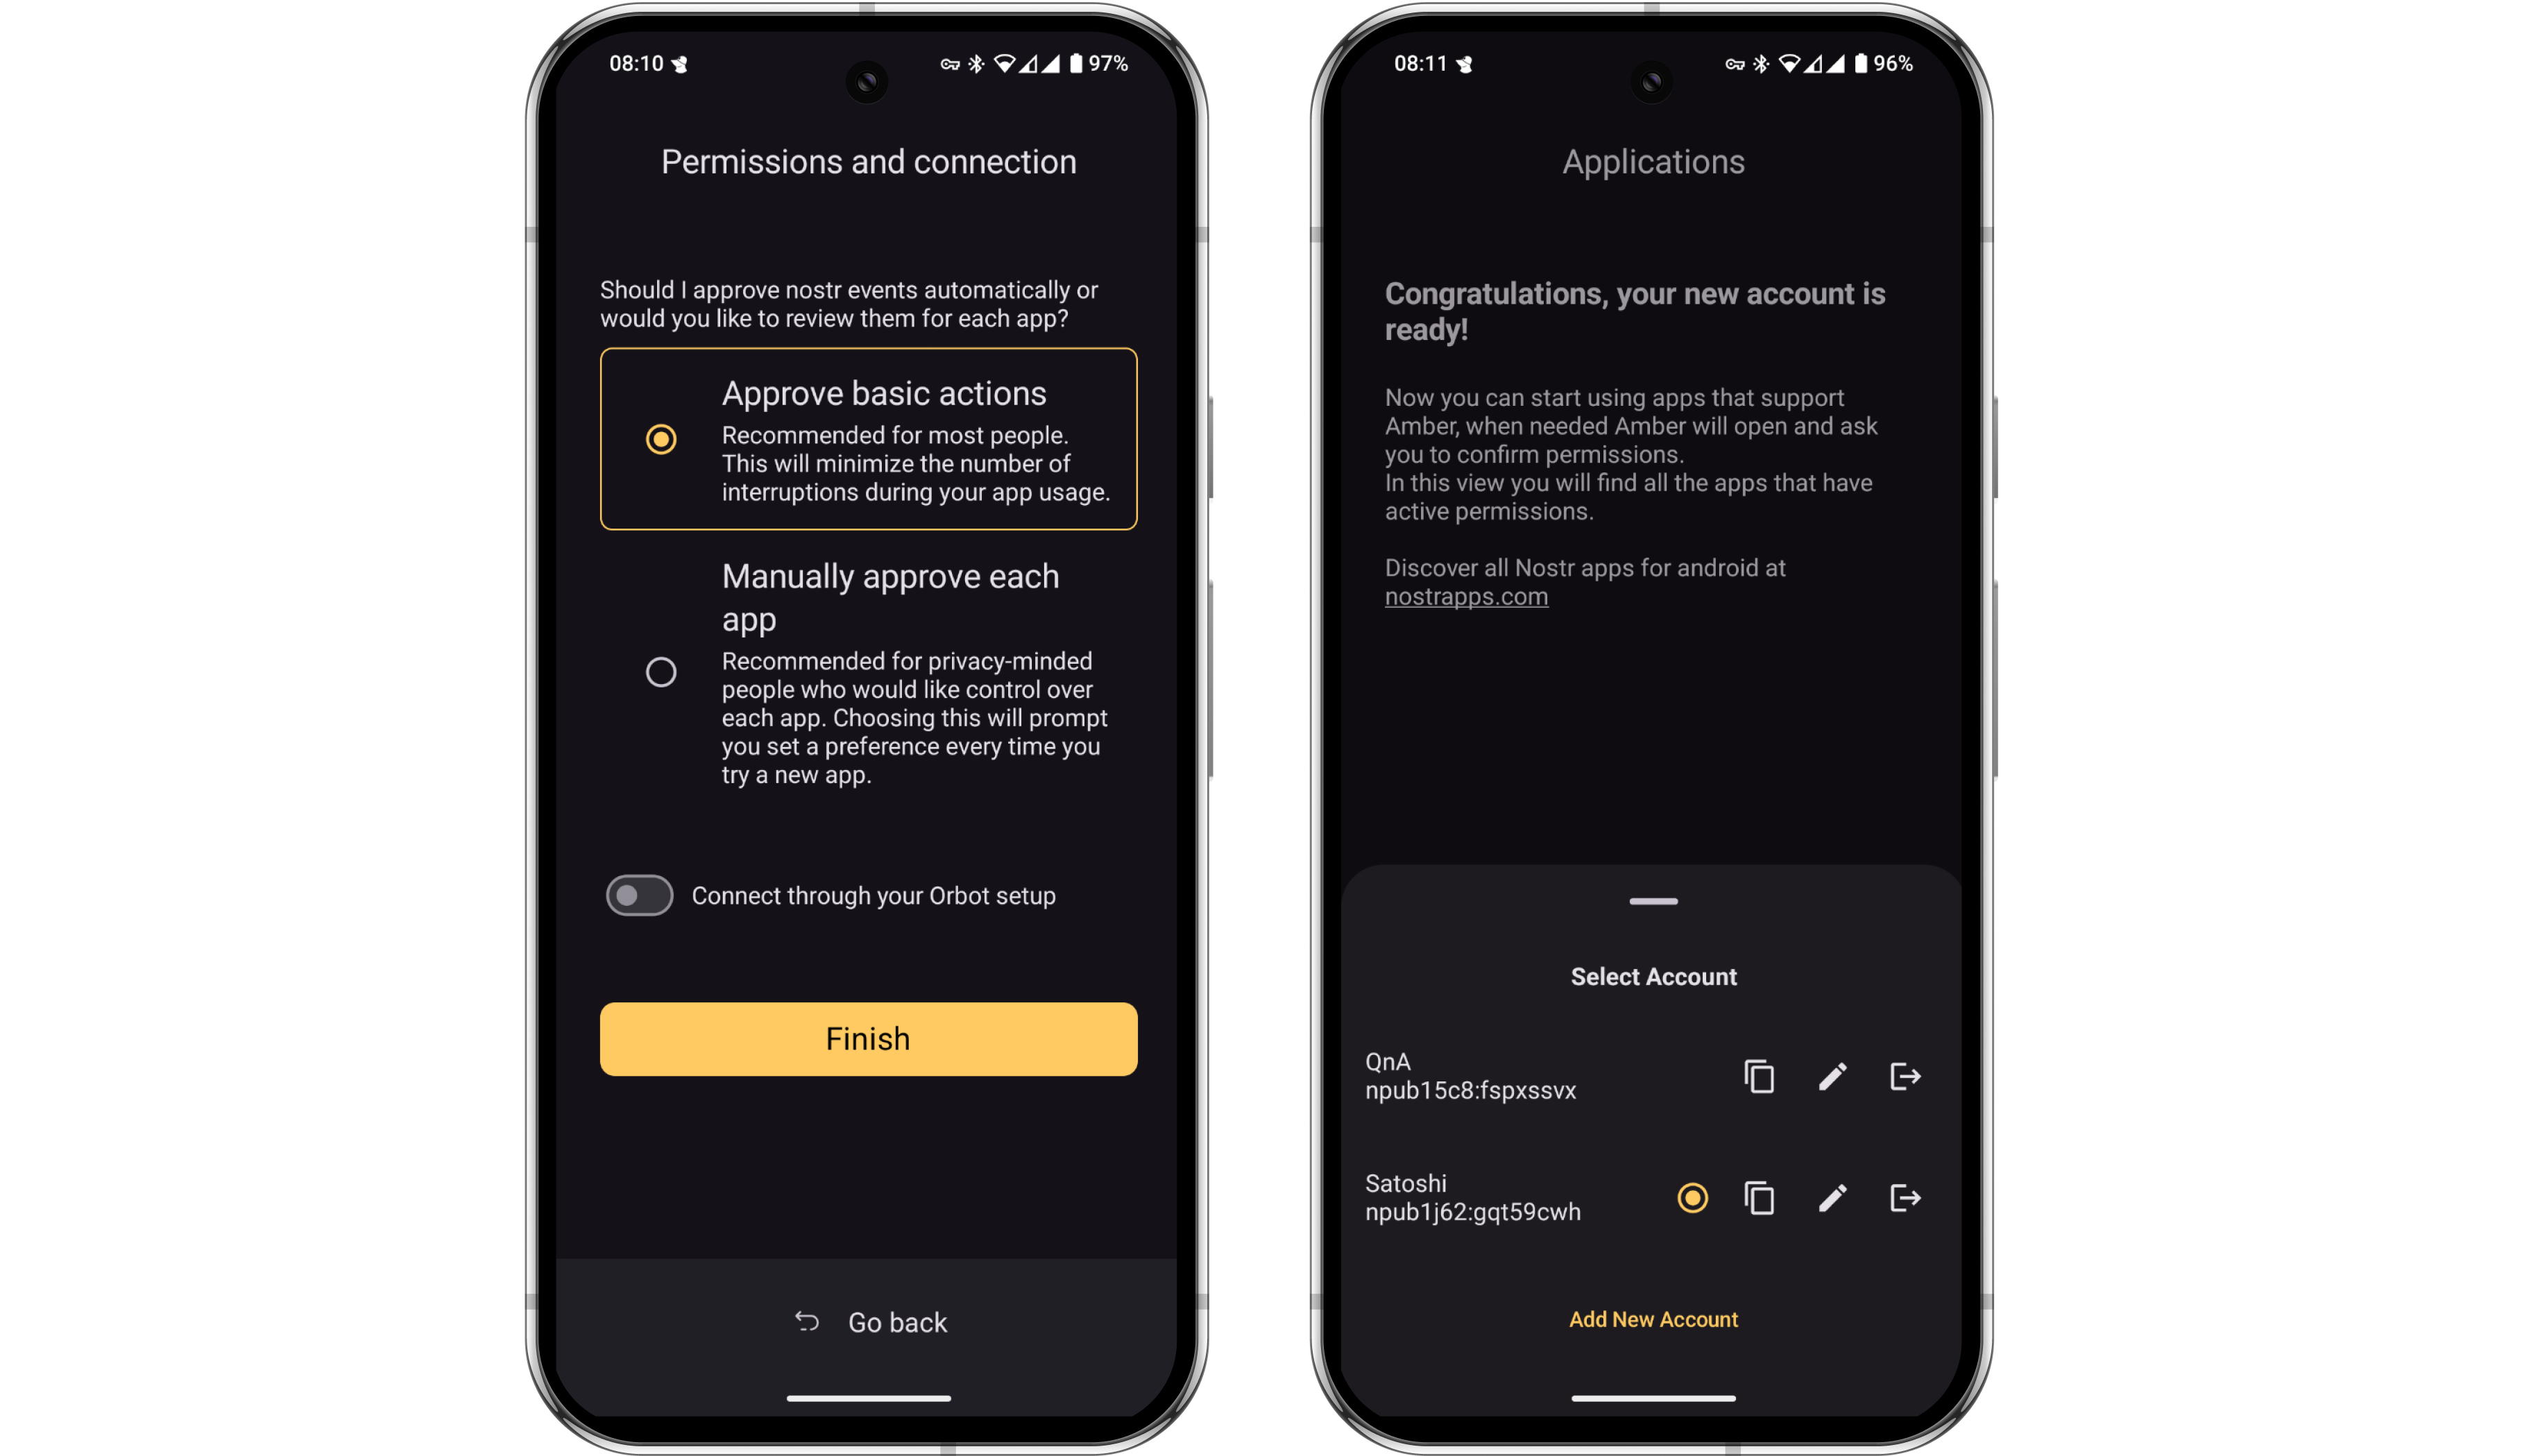 08:10
97%
Permissions and connection
Should I approve nostr events automatically or
would you like to review them for each app?
Approve basic actions
Recommended for most people.
This will minimize the number of
interruptions during your app usage.
Manually approve each
app
Recommended for privacy-minded
people who would like control over
each app. Choosing this will prompt
you set a preference every time you
try a new app.
Connect through your Orbot setup
Finish
Go back
08:11
96%
Applications
Congratulations, your new account is
ready!
Now you can start using apps that support
Amber, when needed Amber will open and ask
you to confirm permissions.
In this view you will find all the apps that have
active permissions.
Discover all Nostr apps for android at
nostrapps.com
Select Account
QnA
npub15c8:fspxssvx
Satoshi
npub1j62:gqt59cwh
Add New Account